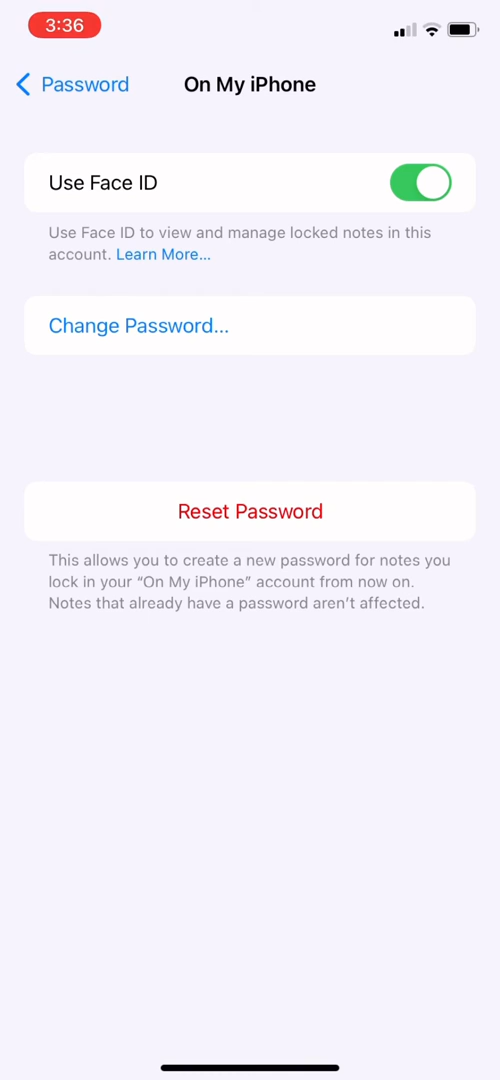 3:36
Password
On My iPhone
Use Face ID
Use Face ID to view and manage locked notes in this
account. Learn More...
Change Password...
Reset Password
This allows you to create a new password for notes you
lock in your “On My iPhone” account from now on.
Notes that already have a password aren’t affected.